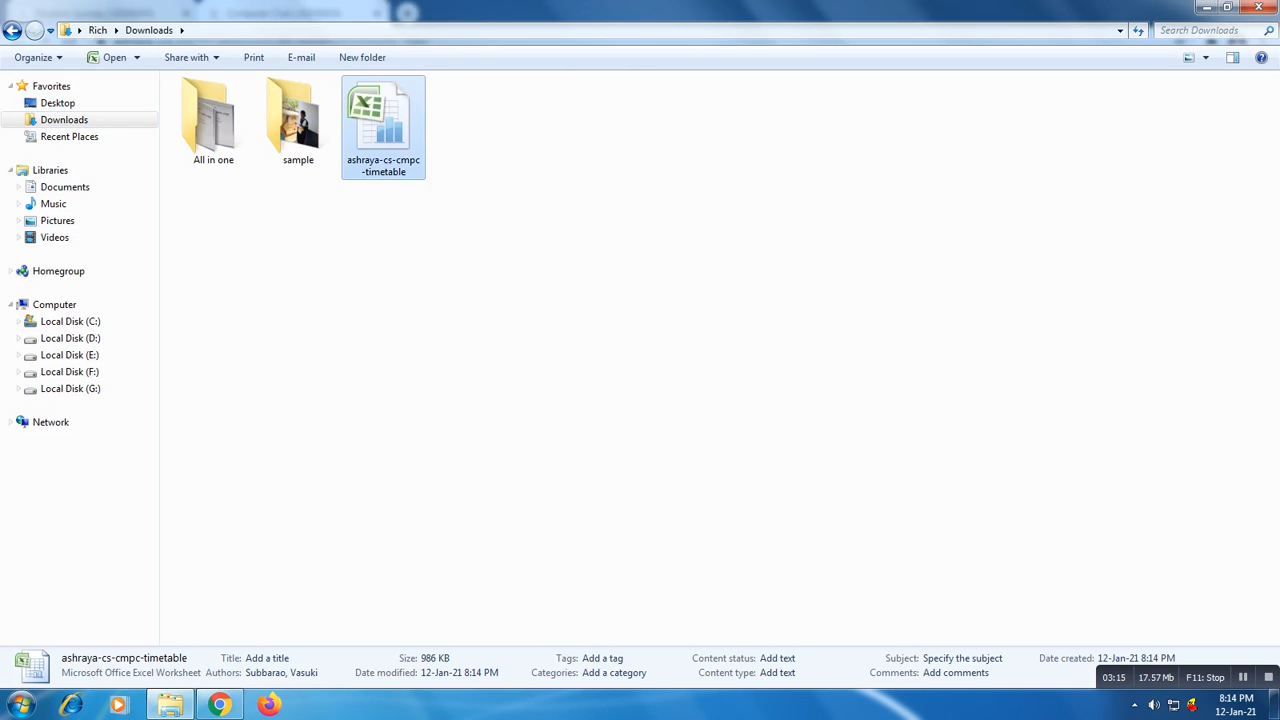 Rich Downloads
Search Downloads
Organize Open Share with Print E-mail New folder
Favorites
Desktop
Downloads
Recent Places
Libraries
Documents
Music
Pictures
Videos
Homegroup
Computer
Local Disk (C:)
Local Disk (D:)
Local Disk (E:)
Local Disk (F:)
Local Disk (G:)
Network
All in one
sample
ashraya-cs-cmpc
-timetable
ashraya-cs-cmpc-timetable Title: Add a title Size: 986 KB Tags: Add a tag Content status: Add text Subject: Specify the subject Date created: 12-Jan-21 8:14 PM
Microsoft Office Excel Worksheet Authors: Subbarao, Vasuki Date modified: 12-Jan-21 8:14 PM Categories: Add a category Content type: Add text Comments: Add comments
03:15 17.57 Mb F11: Stop
8:14 PM
12-Jan-21